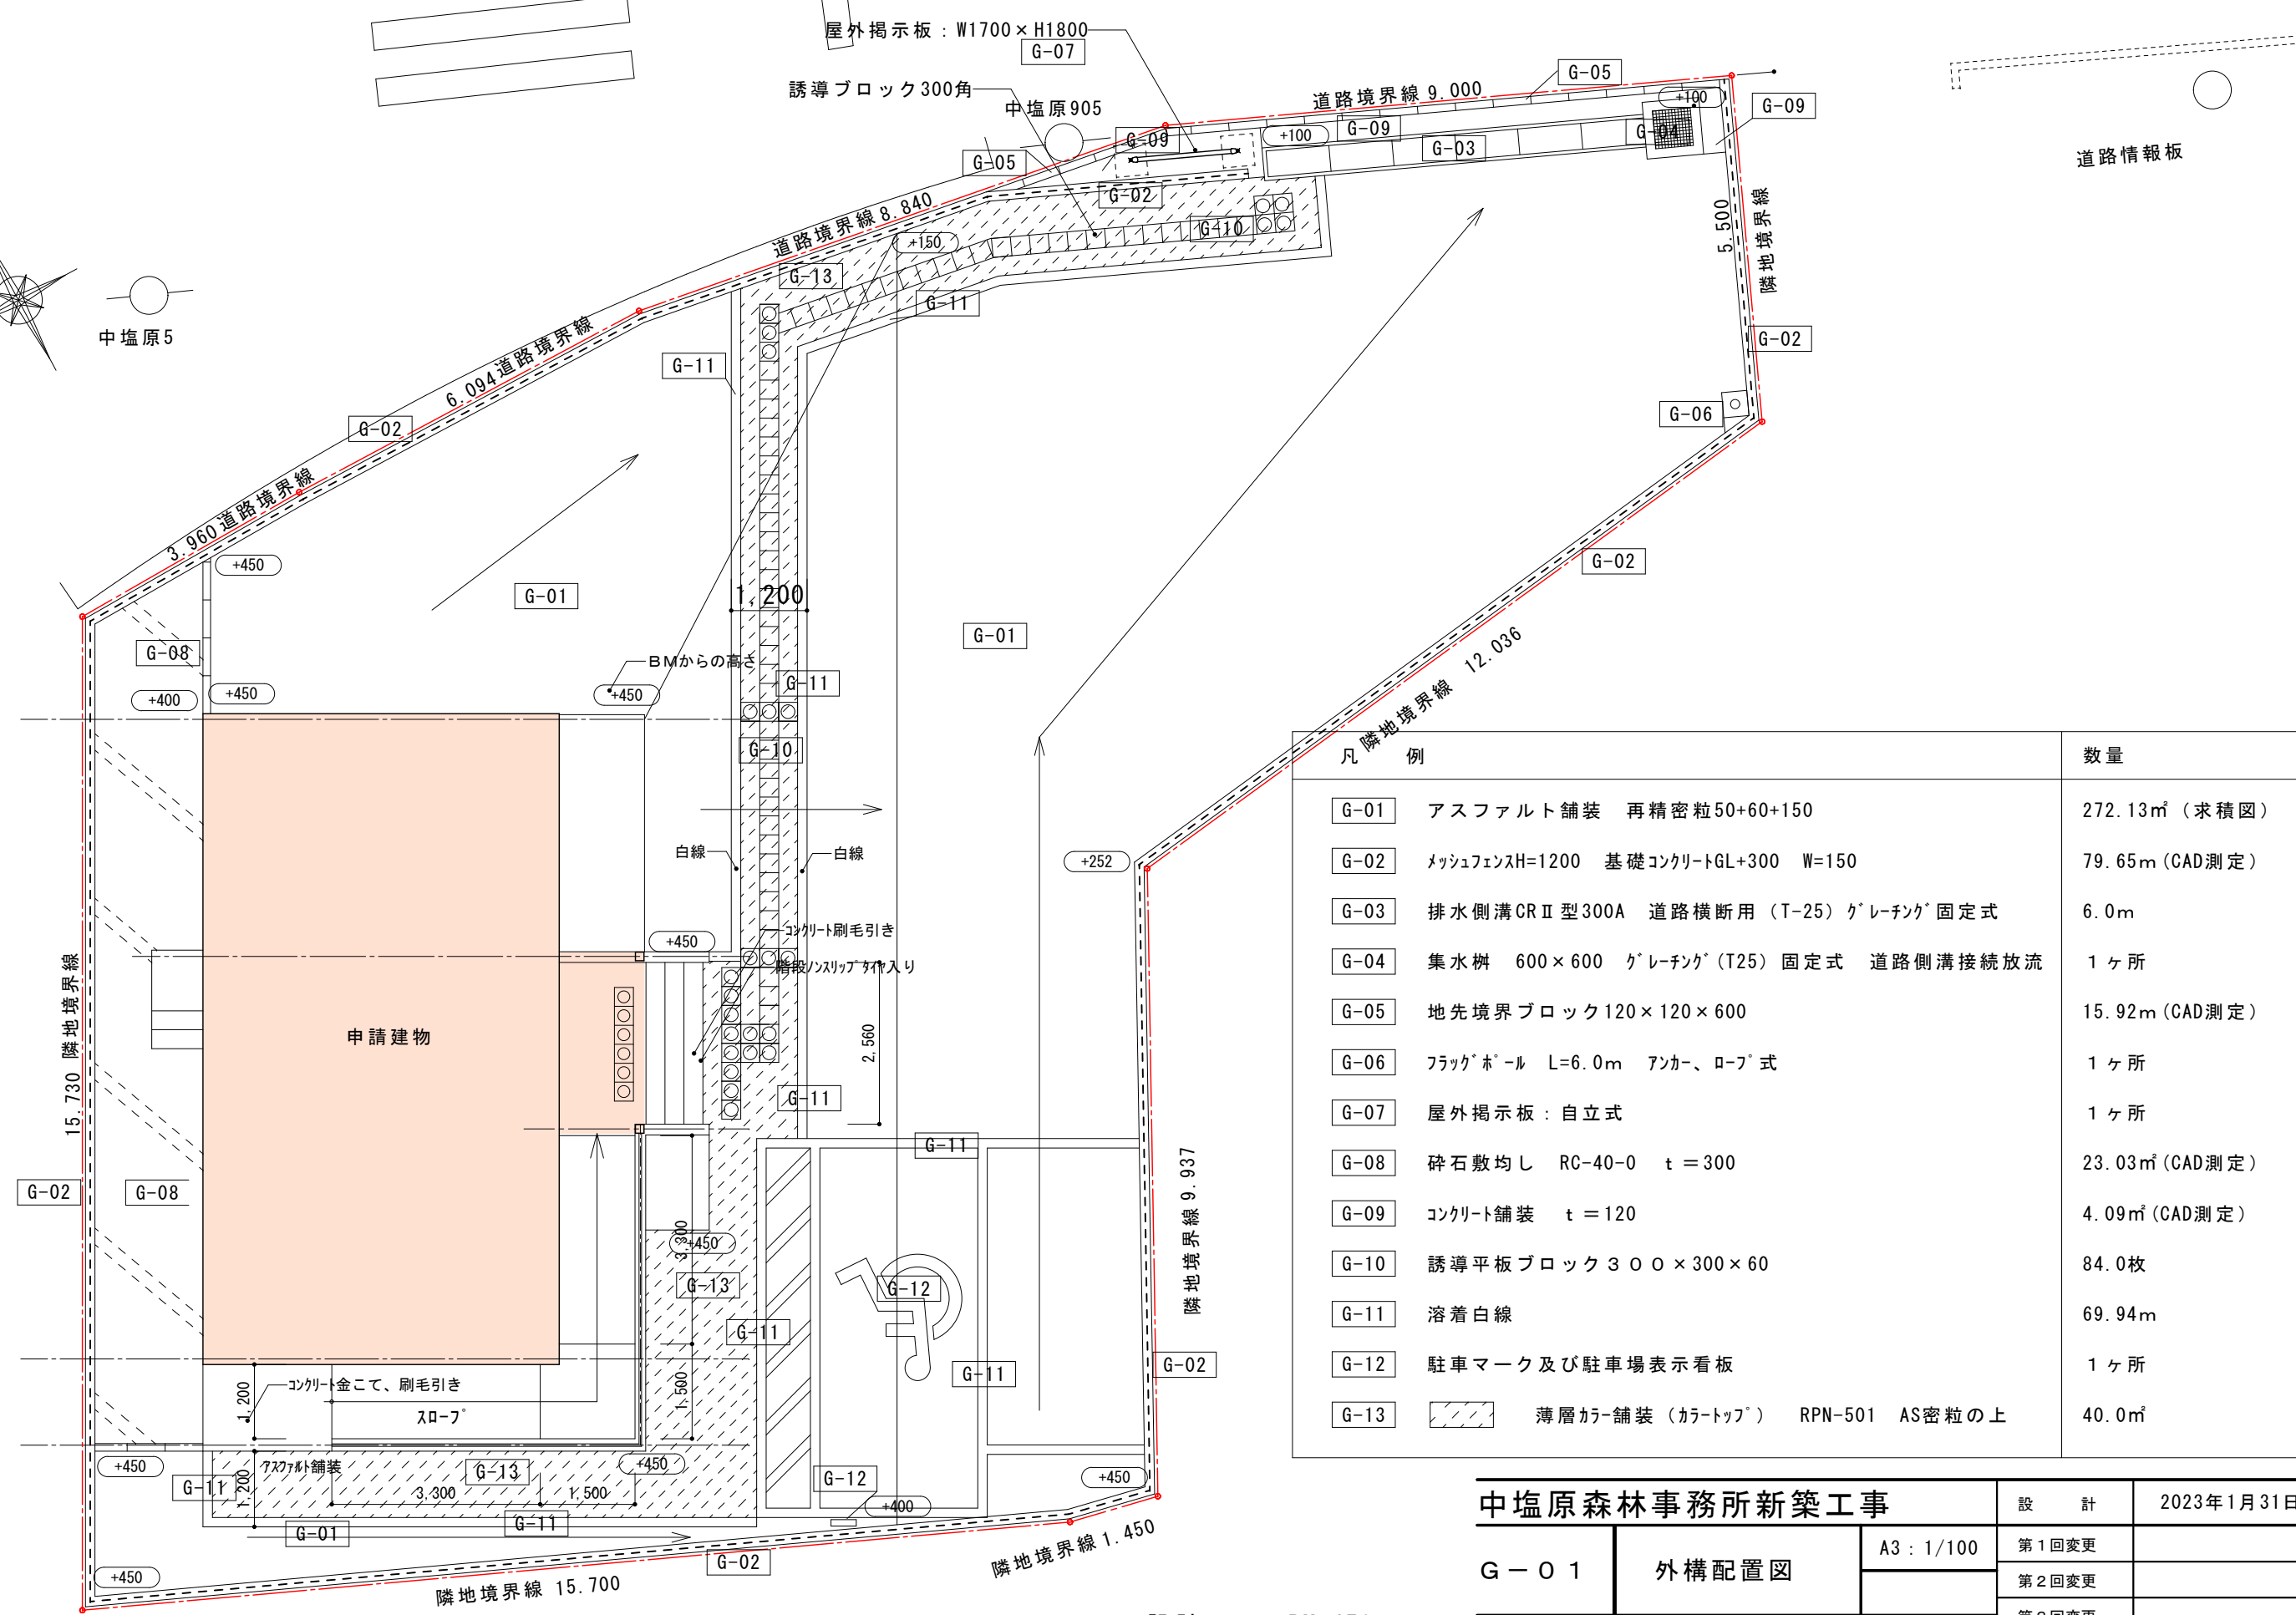 屋外掲示板:W1700×H1800
G-07
誘導ブロック300角
中塩原905
道路境界線 9.000
G-05
+100
G-09
G-09
G-05
+100
G-09
G-03
G-04
道路情報板
G-02
G-10
道路境界線 8.840
+150
G-13
G-11
5.500
隣地境界線
中塩原5
G-02
6.094道路境界線
G-11
G-02
G-06
3.960道路境界線
+450
G-01
1,200
G-02
G-01
12.036
隣地境界線
G-08
BMからの高さ
+400
+450
+450
G-11
G-10
白線
白線
+252
コンクリート刷毛引き
+450
階段ノンスリップタイヤ入り
2,560
申請建物
15.730 隣地境界線
G-11
G-11
G-02
G-08
隣地境界線 9.937
3,300
+450
G-13
G-12
G-11
G-11
G-02
コンクリート金こて、刷毛引き
1,200
スロープ
1,500
+450
アスファルト舗装
G-11
1,200
G-13
3,300
1,500
+450
G-12
+400
+450
G-01
G-11
+450
G-02
隣地境界線 15.700
隣地境界線 1.450
凡 例 数量
G-01 アスファルト舗装 再精密粒50+60+150 272.13㎡(求積図)
G-02 メッシュフェンスH=1200 基礎コンクリートGL+300 W=150 79.65m(CAD測定)
G-03 排水側溝CRⅡ型300A 道路横断用(T-25)グレーチング固定式 6.0m
G-04 集水桝 600×600 グレーチング(T25)固定式 道路側溝接続放流 1ヶ所
G-05 地先境界ブロック120×120×600 15.92m(CAD測定)
G-06 フラッグポール L=6.0m アンカー、ロープ式 1ヶ所
G-07 屋外掲示板:自立式 1ヶ所
G-08 砕石敷均し RC-40-0 t=300 23.03㎡(CAD測定)
G-09 コンクリート舗装 t=120 4.09㎡(CAD測定)
G-10 誘導平板ブロック300×300×60 84.0枚
G-11 溶着白線 69.94m
G-12 駐車マーク及び駐車場表示看板 1ヶ所
G-13 薄層カラー舗装(カラートップ) RPN-501 AS密粒の上 40.0㎡
中塩原森林事務所新築工事
設 計 2023年1月31日
G-01 外構配置図 A3:1/100
第1回変更
第2回変更